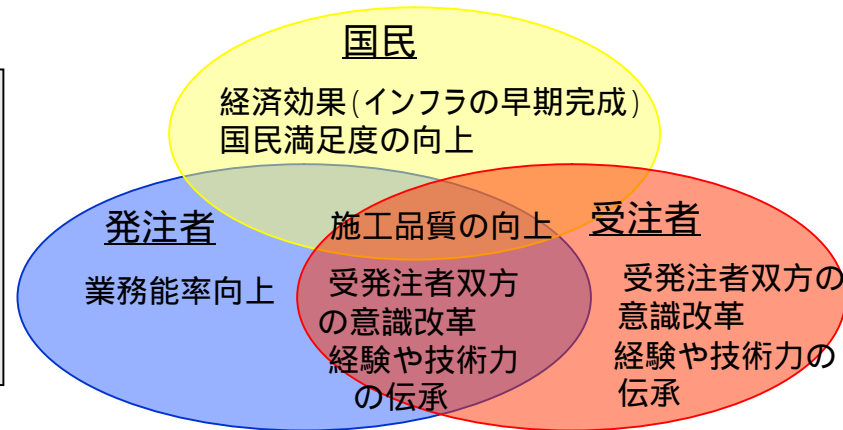 国民
経済効果(インフラの早期完成)
国民満足度の向上
発注者
業務能率向上
施工品質の向上
受発注者双方
の意識改革
経験や技術力
の伝承
受注者
受発注者双方の
意識改革
経験や技術力の
伝承